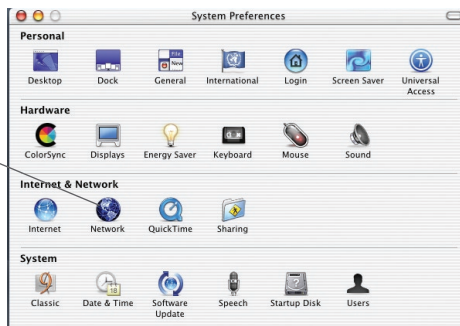 System Preferences
Personal
Desktop Dock General International Login Screen Saver Universal Access
Hardware
ColorSync Displays Energy Saver Keyboard Mouse Sound
Internet & Network
Internet Network QuickTime Sharing
System
Classic Date & Time Software Update Speech Startup Disk Users